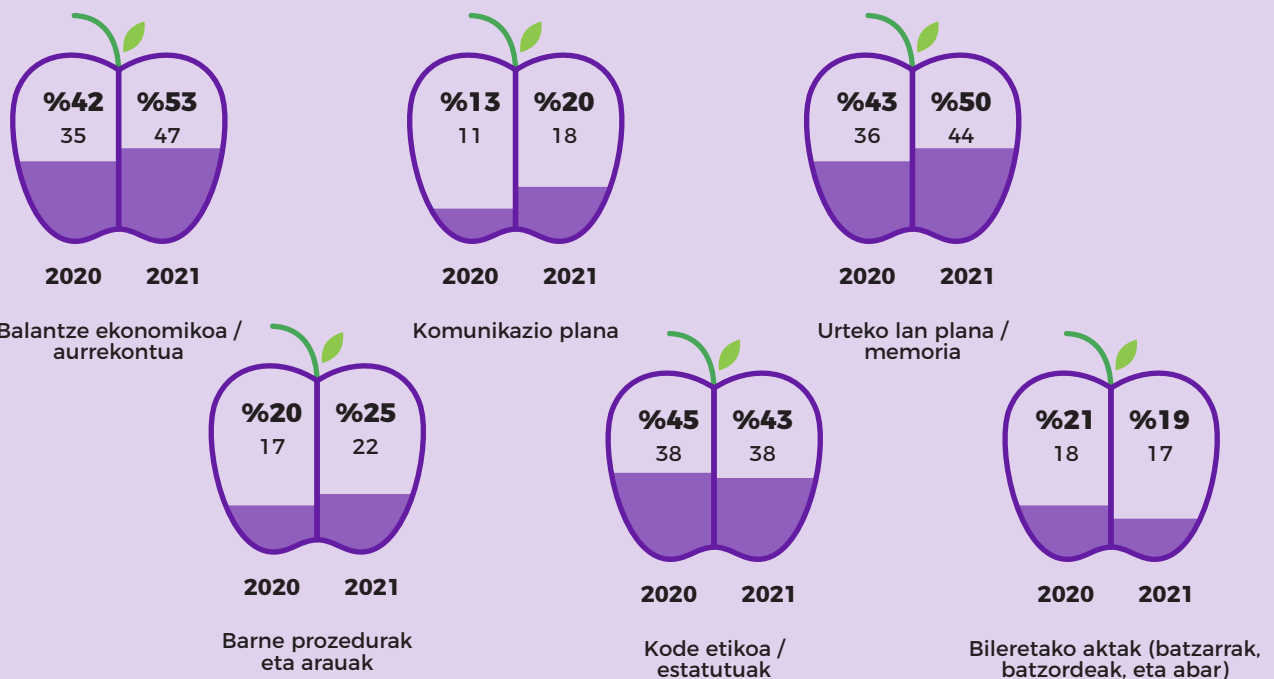 %42 %53
35 47
2020 2021
Balantze ekonomikoa /
aurrekontua
%13 %20
11 18
2020 2021
Komunikazio plana
%43 %50
36 44
2020 2021
Urteko lan plana /
memoria
%20 %25
17 22
2020 2021
Barne prozedurak
eta arauak
%45 %43
38 38
2020 2021
Kode etikoa /
estatutuak
%21 %19
18 17
2020 2021
Bileretako aktak (batzarrak,
batzordeak, eta abar)